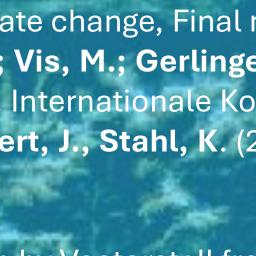 ate change, Final r
; Vis, M.; Gerlinge
Internationale Ko
ert, J., Stahl, K. (2